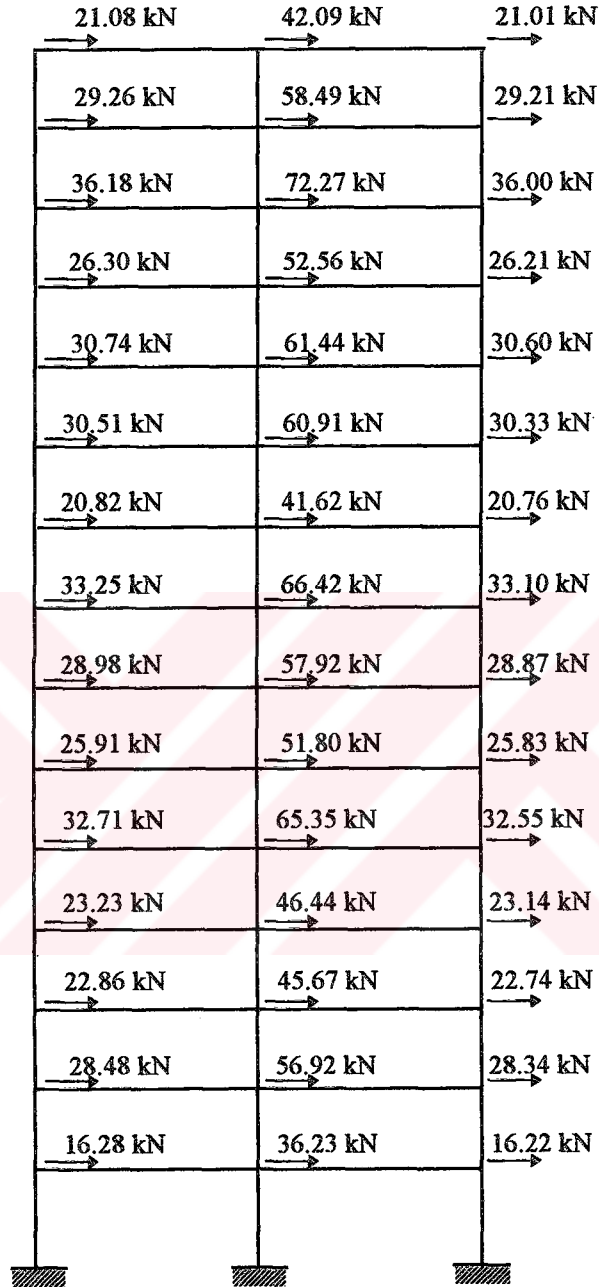 21.08 kN 42.09 kN 21.01 kN
29.26 kN 58.49 kN 29.21 kN
36.18 kN 72.27 kN 36.00 kN
26.30 kN 52.56 kN 26.21 kN
30.74 kN 61.44 kN 30.60 kN
30.51 kN 60.91 kN 30.33 kN
20.82 kN 41.62 kN 20.76 kN
33.25 kN 66.42 kN 33.10 kN
28.98 kN 57.92 kN 28.87 kN
25.91 kN 51.80 kN 25.83 kN
32.71 kN 65.35 kN 32.55 kN
23.23 kN 46.44 kN 23.14 kN
22.86 kN 45.67 kN 22.74 kN
28.48 kN 56.92 kN 28.34 kN
16.28 kN 36.23 kN 16.22 kN